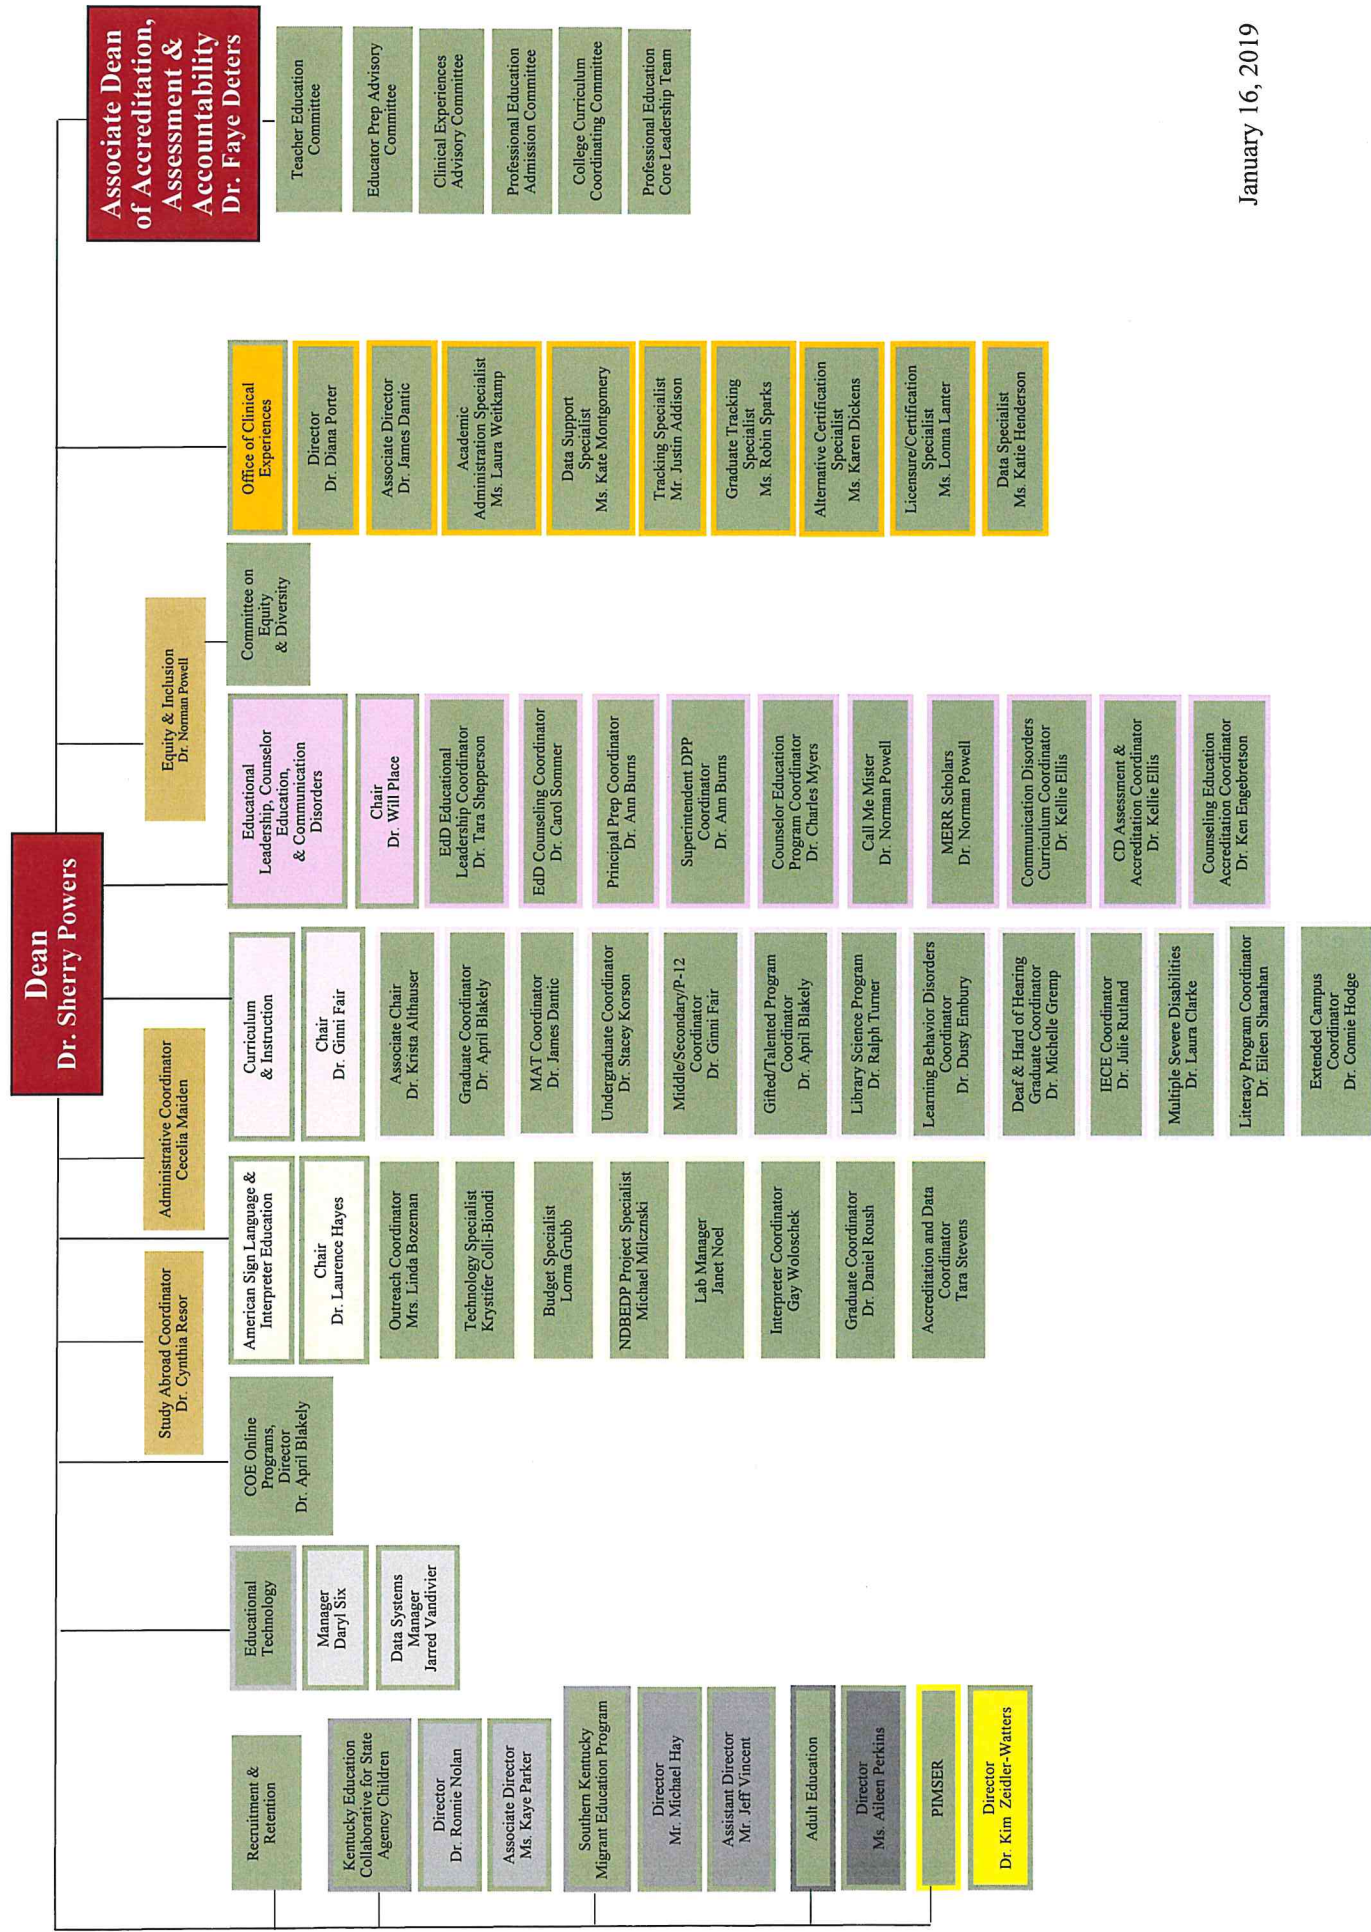 Dean
Dr. Sherry Powers
Study Abroad Coordinator
Dr. Cynthia Resor
Administrative Coordinator
Cecelia Maiden
Equity & Inclusion
Dr. Norman Powell
Associate Dean
of Accreditation,
Assessment &
Accountability
Dr. Faye Deters
Recruitment &
Retention
Kentucky Education
Collaborative for State
Agency Children
Director
Dr. Ronnie Nolan
Associate Director
Ms. Kaye Parker
Southern Kentucky
Migrant Education Program
Director
Mr. Michael Hay
Assistant Director
Mr. Jeff Vincent
Adult Education
Director
Ms. Aileen Perkins
PIMSER
Director
Dr. Kim Zeidler-Watters
Educational
Technology
Manager
Daryl Six
Data Systems
Manager
Jarred Vandivier
COE Online
Programs,
Director
Dr. April Blakely
American Sign Language &
Interpreter Education
Chair
Dr. Laurence Hayes
Outreach Coordinator
Mrs. Linda Bozeman
Technology Specialist
Krystifer Colli-Biondi
Budget Specialist
Lorna Grubb
NDBEDP Project Specialist
Michael Milcznski
Lab Manager
Janet Noel
Interpreter Coordinator
Gay Woloschek
Graduate Coordinator
Dr. Daniel Roush
Accreditation and Data
Coordinator
Tara Stevens
Curriculum
& Instruction
Chair
Dr. Ginni Fair
Associate Chair
Dr. Krista Althauser
Graduate Coordinator
Dr. April Blakely
MAT Coordinator
Dr. James Dantic
Undergraduate Coordinator
Dr. Stacey Korson
Middle/Secondary/P-12
Coordinator
Dr. Ginni Fair
Gifted/Talented Program
Coordinator
Dr. April Blakely
Library Science Program
Dr. Ralph Turner
Learning Behavior Disorders
Coordinator
Dr. Dusty Embury
Deaf & Hard of Hearing
Graduate Coordinator
Dr. Michelle Gremp
IECE Coordinator
Dr. Julie Rutland
Multiple Severe Disabilities
Dr. Laura Clarke
Literacy Program Coordinator
Dr. Eileen Shanahan
Extended Campus
Coordinator
Dr. Connie Hodge
Educational
Leadership, Counselor
Education,
& Communication
Disorders
Chair
Dr. Will Place
EdD Educational
Leadership Coordinator
Dr. Tara Shepperson
EdD Counseling Coordinator
Dr. Carol Sommer
Principal Prep Coordinator
Dr. Ann Burns
Superintendent DPP
Coordinator
Dr. Ann Burns
Counselor Education
Program Coordinator
Dr. Charles Myers
Call Me Mister
Dr. Norman Powell
MERR Scholars
Dr. Norman Powell
Communication Disorders
Curriculum Coordinator
Dr. Kellie Ellis
CD Assessment &
Accreditation Coordinator
Dr. Kellie Ellis
Counseling Education
Accreditation Coordinator
Dr. Ken Engebretson
Committee on
Equity
& Diversity
Office of Clinical
Experiences
Director
Dr. Diana Porter
Associate Director
Dr. James Dantic
Academic
Administration Specialist
Ms. Laura Weitkamp
Data Support
Specialist
Ms. Kate Montgomery
Tracking Specialist
Mr. Justin Addison
Graduate Tracking
Specialist
Ms. Robin Sparks
Alternative Certification
Specialist
Ms. Karen Dickens
Licensure/Certification
Specialist
Ms. Lonna Lanter
Data Specialist
Ms. Katie Henderson
Teacher Education
Committee
Educator Prep Advisory
Committee
Clinical Experiences
Advisory Committee
Professional Education
Admission Committee
College Curriculum
Coordinating Committee
Professional Education
Core Leadership Team
January 16, 2019